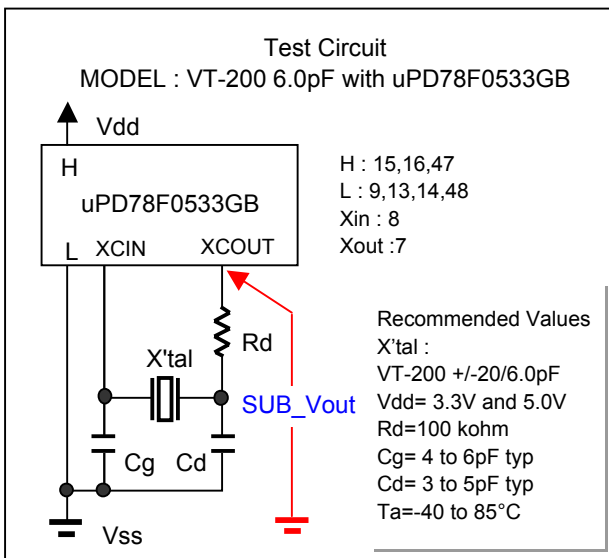 Test Circuit
MODEL : VT-200 6.0pF with uPD78F0533GB
Vdd
H
uPD78F0533GB
L XCIN XCOUT
H : 15,16,47
L : 9,13,14,48
Xin : 8
Xout :7
Rd
X'tal
SUB_Vout
Cg Cd
Vss
Recommended Values
X’tal :
VT-200 +/-20/6.0pF
Vdd= 3.3V and 5.0V
Rd=100 kohm
Cg= 4 to 6pF typ
Cd= 3 to 5pF typ
Ta=-40 to 85°C